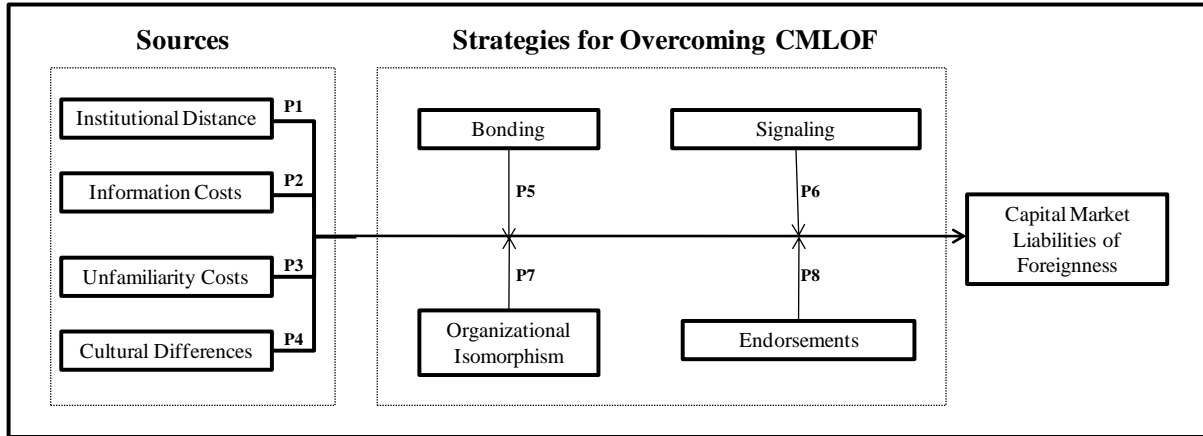 Sources
Strategies for Overcoming CMLOF
P1
Institutional Distance
P2
Information Costs
P3
Unfamiliarity Costs
P4
Cultural Differences
Bonding
Signaling
P5
P6
P7
P8
Organizational
Isomorphism
Endorsements
Capital Market
Liabilities of
Foreignness